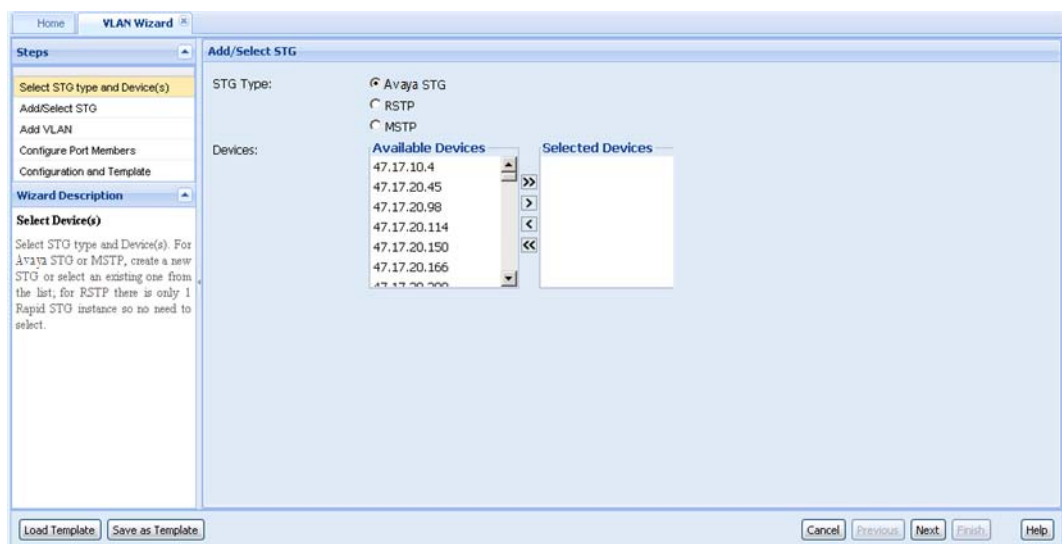 Home
VLAN Wizard
Steps
Select STG type and Device(s)
Add/Select STG
Add VLAN
Configure Port Members
Configuration and Template
Wizard Description
Select Device(s)
Select STG type and Device(s). For
Avaya STG or MSTP, create a new
STG or select an existing one from
the list; for RSTP there is only 1
Rapid STG instance so no need to
select.
Add/Select STG
STG Type:
Avaya STG
RSTP
MSTP
Devices:
Available Devices
47.17.10.4
47.17.20.45
47.17.20.98
47.17.20.114
47.17.20.150
47.17.20.166
>>
>
<
<<
Selected Devices
Load Template
Save as Template
Cancel
Previous
Next
Finish
Help